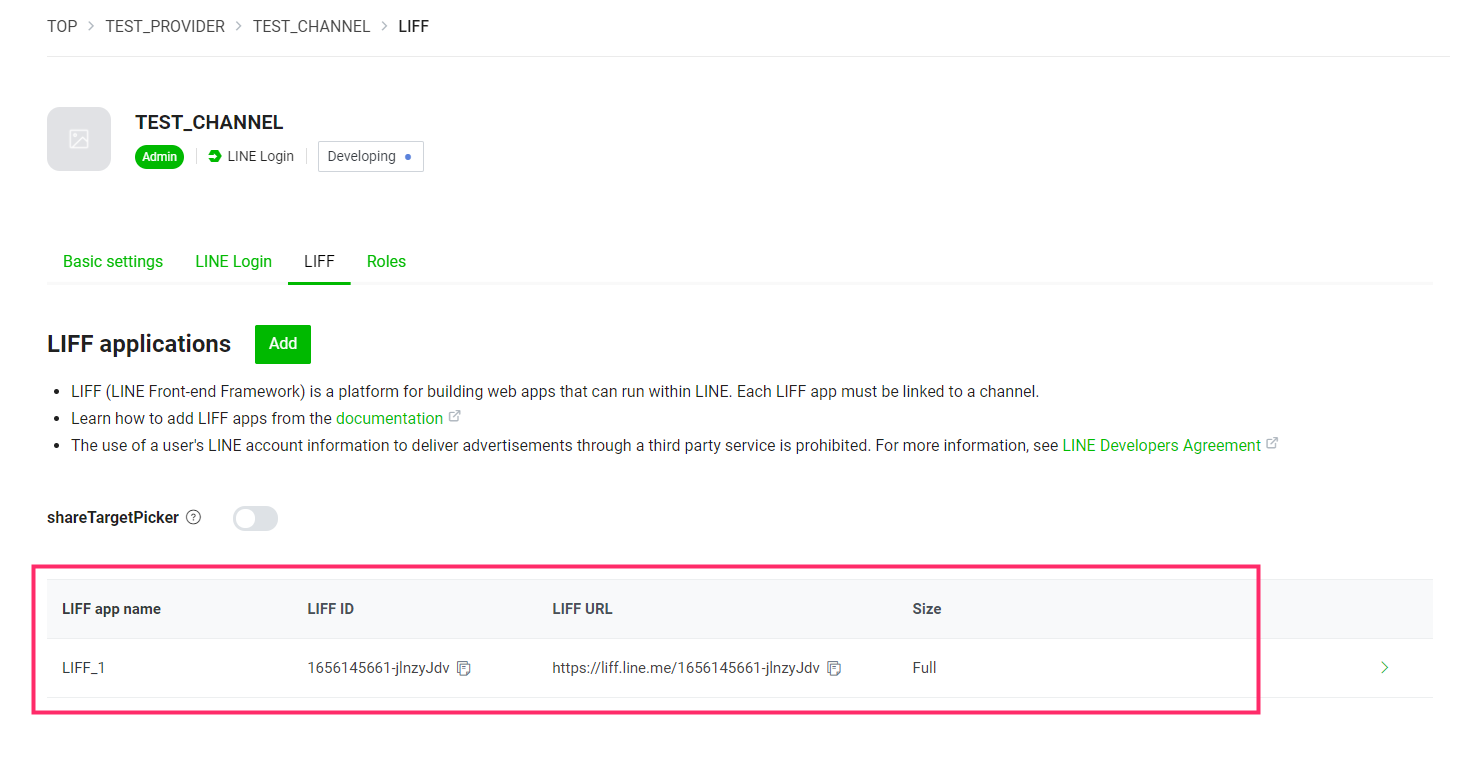 TOP > TEST_PROVIDER > TEST_CHANNEL > LIFF
TEST_CHANNEL
Admin LINE Login Developing
Basic settings LINE Login LIFF Roles
LIFF applications Add
• LIFF (LINE Front-end Framework) is a platform for building web apps that can run within LINE. Each LIFF app must be linked to a channel.
• Learn how to add LIFF apps from the documentation
• The use of a user's LINE account information to deliver advertisements through a third party service is prohibited. For more information, see LINE Developers Agreement
shareTargetPicker ?
LIFF app name LIFF ID LIFF URL Size
LIFF_1 1656145661-jlnzyJdv https://liff.line.me/1656145661-jlnzyJdv Full